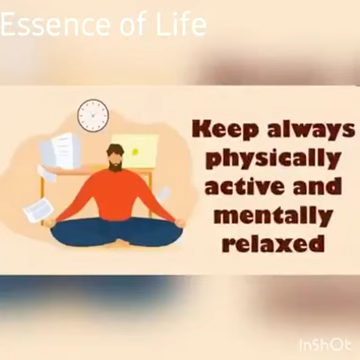 Essence of Life
Keep always
physically
active and
mentally
relaxed
InShOt